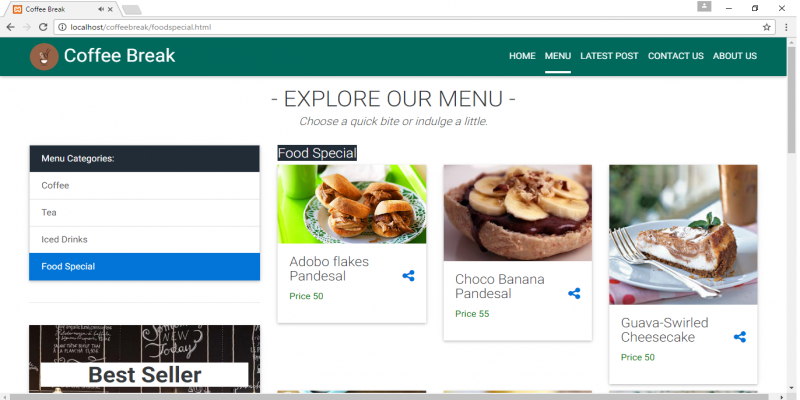 Coffee Break
localhost/coffeebreak/foodspecial.html
Coffee Break
HOME MENU LATEST POST CONTACT US ABOUT US
- EXPLORE OUR MENU -
Choose a quick bite or indulge a little.
Menu Categories:
Coffee
Tea
Iced Drinks
Food Special
Food Special
Adobo flakes
Pandesal
Price 50
Choco Banana
Pandesal
Price 55
Guava-Swirled
Cheesecake
Price 50
NEW
Today
Best Seller